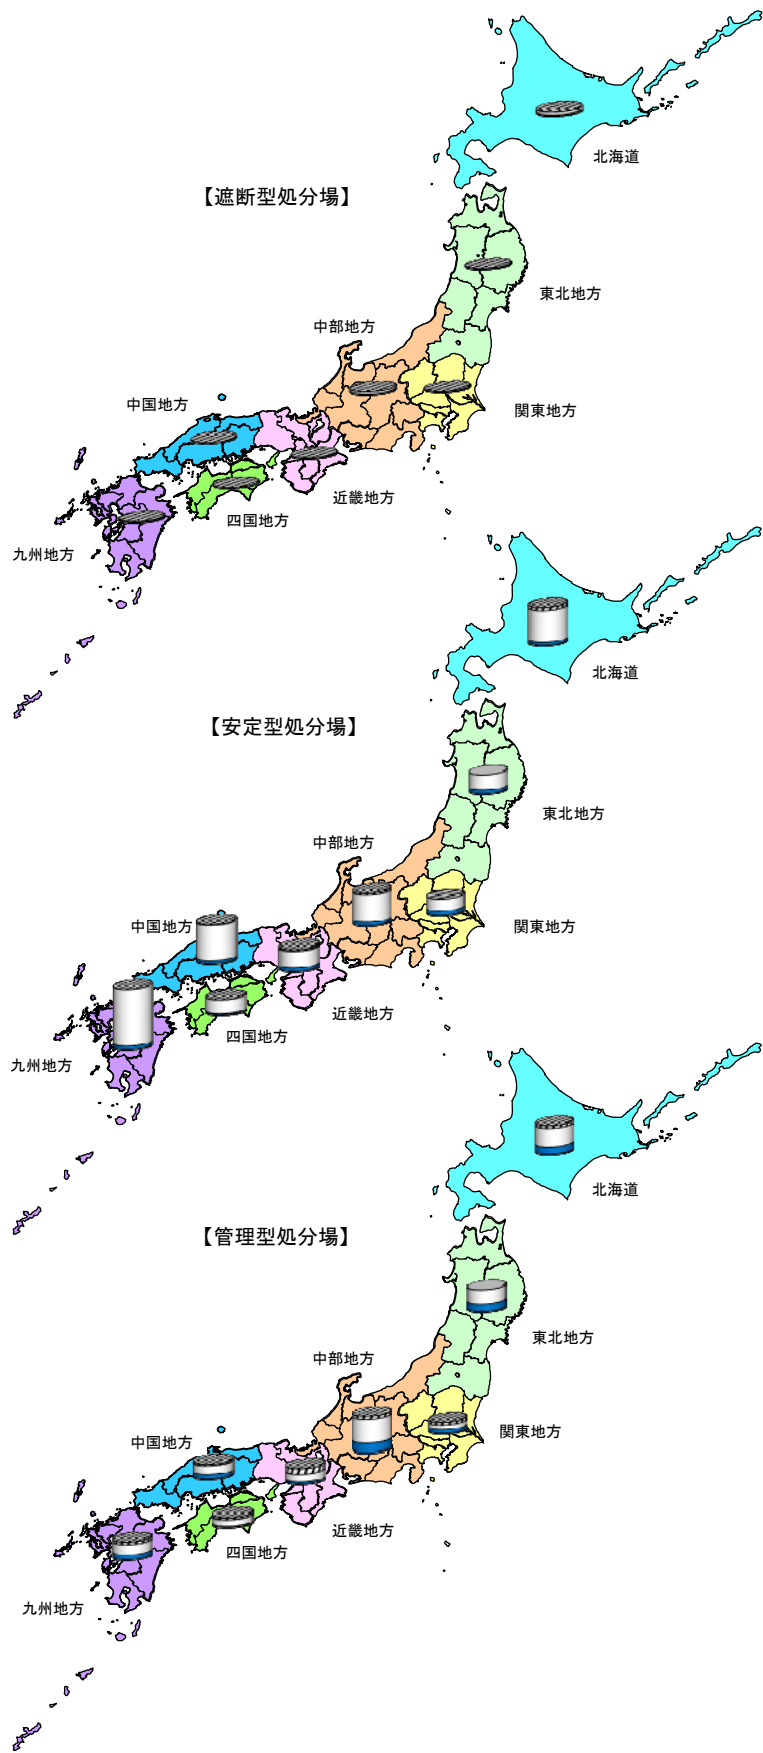 北海道
【遮断型処分場】
東北地方
中部地方
中国地方
関東地方
近畿地方
四国地方
九州地方
北海道
【安定型処分場】
東北地方
中部地方
中国地方
関東地方
近畿地方
四国地方
九州地方
北海道
【管理型処分場】
東北地方
中部地方
関東地方
中国地方
近畿地方
四国地方
九州地方